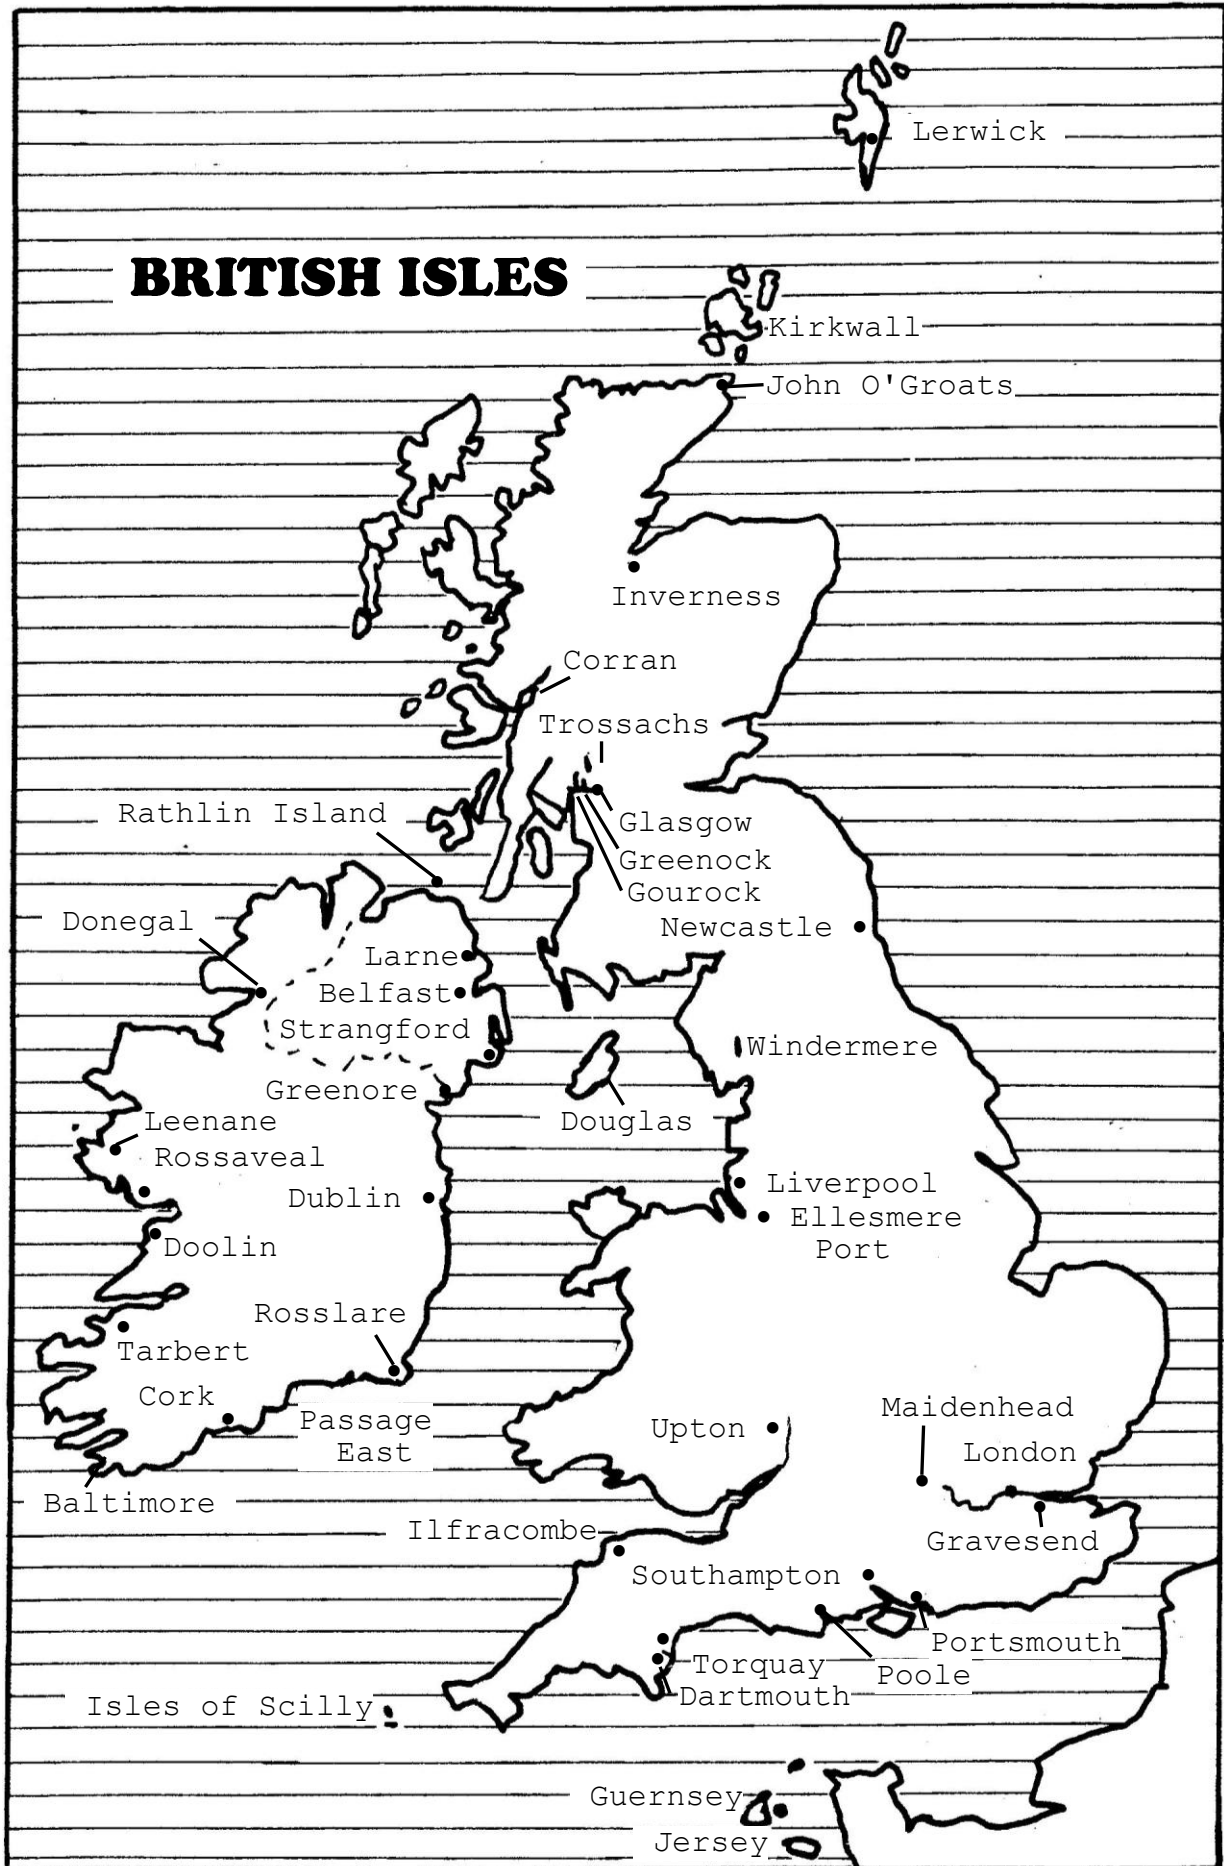 Lerwick
BRITISH ISLES
Kirkwall
John O'Groats
Inverness
Corran
Trossachs
Rathlin Island
Glasgow
Greenock
Gourock
Donegal
Newcastle
Larne
Belfast
Strangford
Windermere
Greenore
Douglas
Leenane
Rossaveal
Liverpool
Dublin
Ellesmere
Port
Doolin
Rosslare
Tarbert
Cork
Passage
East
Maidenhead
Upton
London
Baltimore
Ilfracombe
Gravesend
Southampton
Portsmouth
Torquay
Poole
Dartmouth
Isles of Scilly
Guernsey
Jersey